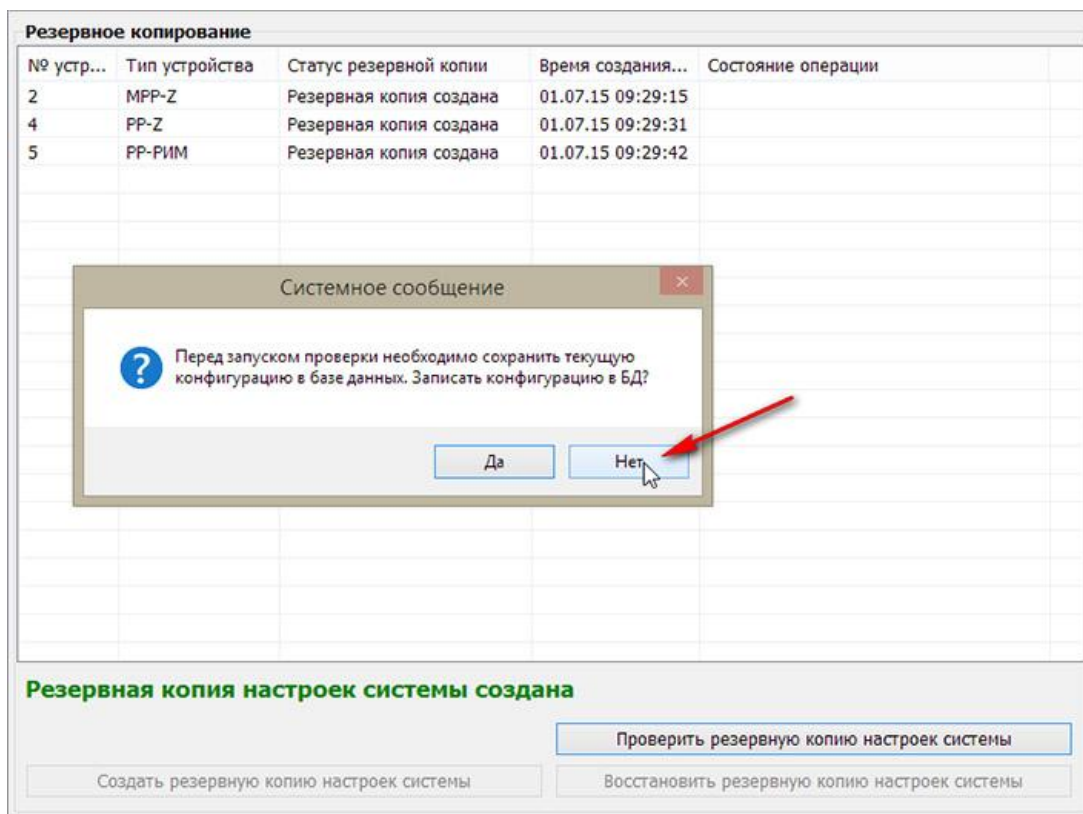 Резервное копирование
№ устр... Тип устройства Статус резервной копии Время создания... Состояние операции
2 MPP-Z Резервная копия создана 01.07.15 09:29:15
4 PP-Z Резервная копия создана 01.07.15 09:29:31
5 PP-РИМ Резервная копия создана 01.07.15 09:29:42
Системное сообщение
Перед запуском проверки необходимо сохранить текущую
конфигурацию в базе данных. Записать конфигурацию в БД?
Да Нет
Резервная копия настроек системы создана
Проверить резервную копию настроек системы
Создать резервную копию настроек системы Восстановить резервную копию настроек системы